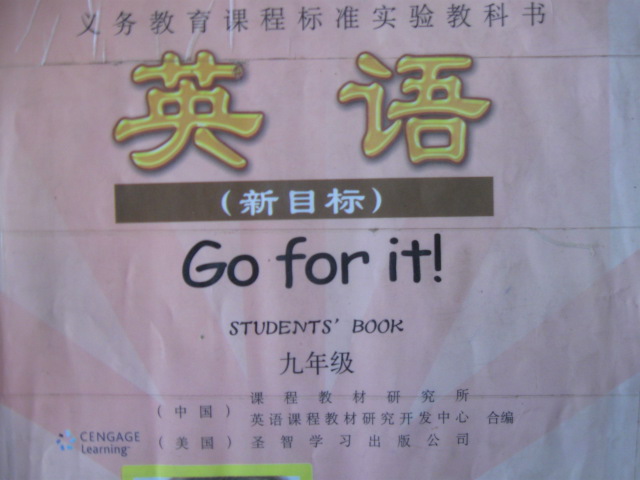 义务教育课程标准实验教科书
英语
（新目标）
Go for it!
STUDENTS' BOOK
九年级
（中国）课程教材研究所
英语课程教材研究开发中心 合编
（美国）圣智学习出版公司
CENGAGE
Learning™